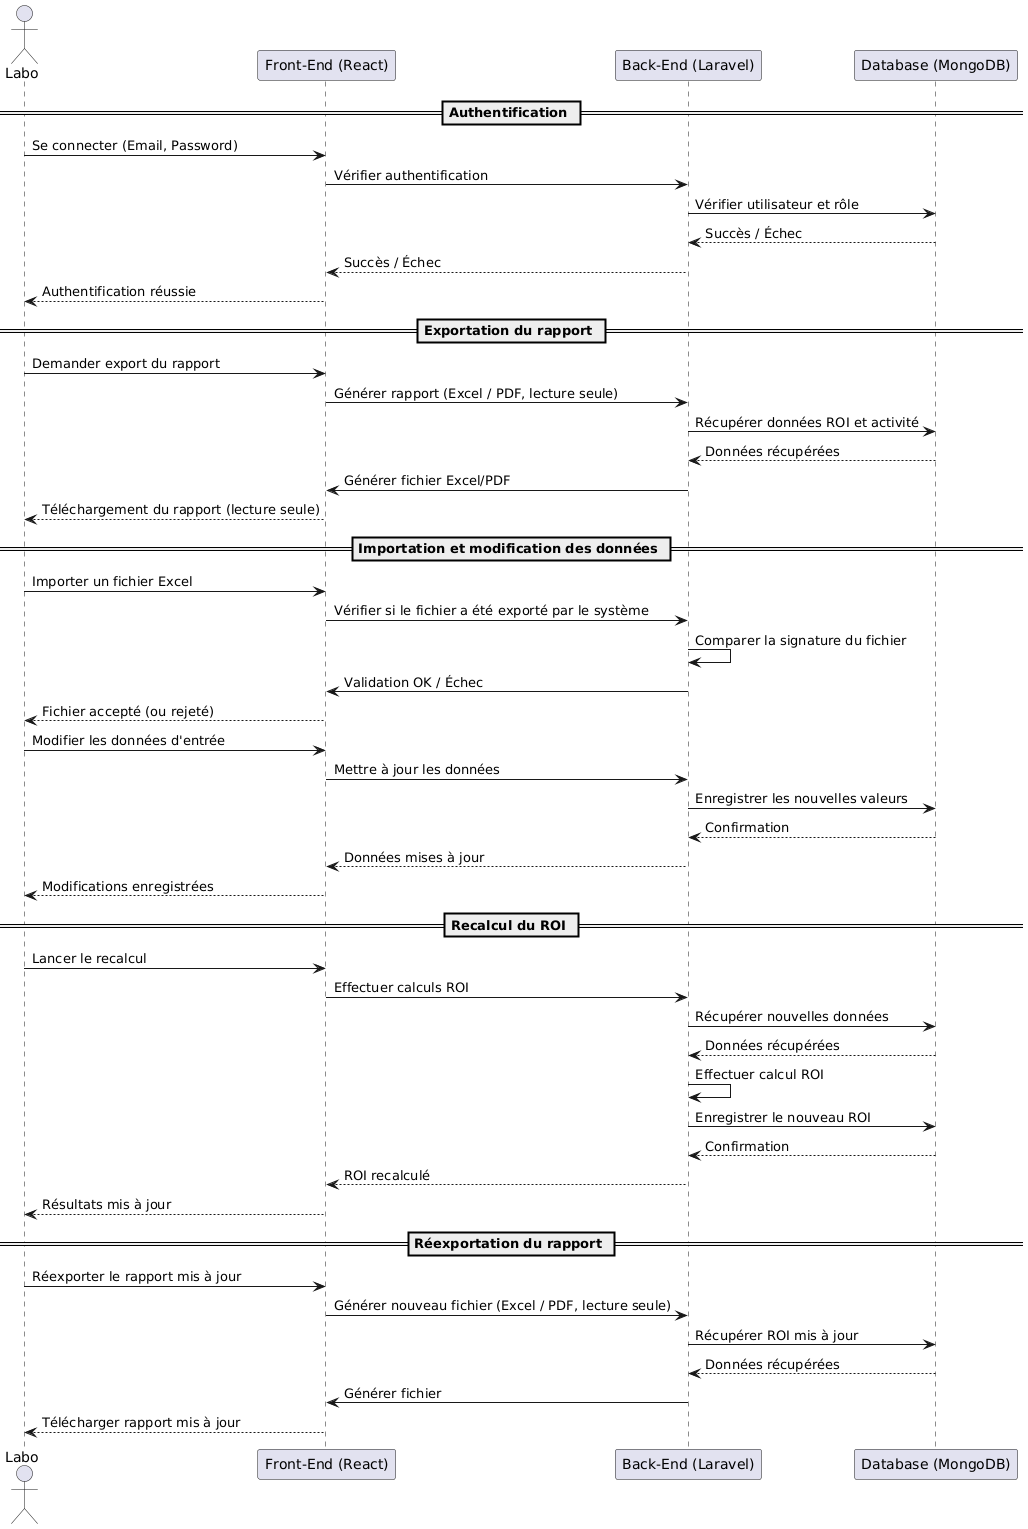 Labo
Front-End (React)
Back-End (Laravel)
Database (MongoDB)
Authentification
Se connecter (Email, Password)
Vérifier authentification
Vérifier utilisateur et rôle
Succès / Échec
Succès / Échec
Authentification réussie
Exportation du rapport
Demander export du rapport
Générer rapport (Excel / PDF, lecture seule)
Récupérer données ROI et activité
Données récupérées
Générer fichier Excel/PDF
Téléchargement du rapport (lecture seule)
Importation et modification des données
Importer un fichier Excel
Vérifier si le fichier a été exporté par le système
Comparer la signature du fichier
Validation OK / Échec
Fichier accepté (ou rejeté)
Modifier les données d'entrée
Mettre à jour les données
Enregistrer les nouvelles valeurs
Confirmation
Données mises à jour
Modifications enregistrées
Recalcul du ROI
Lancer le recalcul
Effectuer calculs ROI
Récupérer nouvelles données
Données récupérées
Effectuer calcul ROI
Enregistrer le nouveau ROI
Confirmation
ROI recalculé
Résultats mis à jour
Réexportation du rapport
Réexporter le rapport mis à jour
Générer nouveau fichier (Excel / PDF, lecture seule)
Récupérer ROI mis à jour
Données récupérées
Générer fichier
Télécharger rapport mis à jour
Labo
Front-End (React)
Back-End (Laravel)
Database (MongoDB)